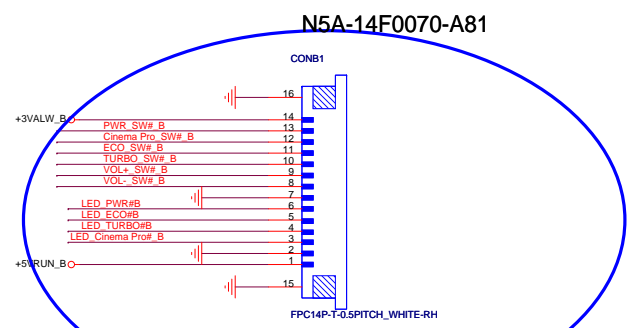 N5A-14F0070-A81
CONB1
16
+3VALW_B 14
PWR_SW#_B 13
Cinema Pro_SW#_B 12
ECO_SW#_B 11
TURBO_SW#_B 10
VOL+_SW#_B 9
VOL-_SW#_B 8
7
LED_PWR#B 6
LED_ECO#B 5
LED_TURBO#B 4
LED_Cinema Pro#_B 3
2
+5VRUN_B 1
15
FPC14P-T-0.5PITCH_WHITE-RH